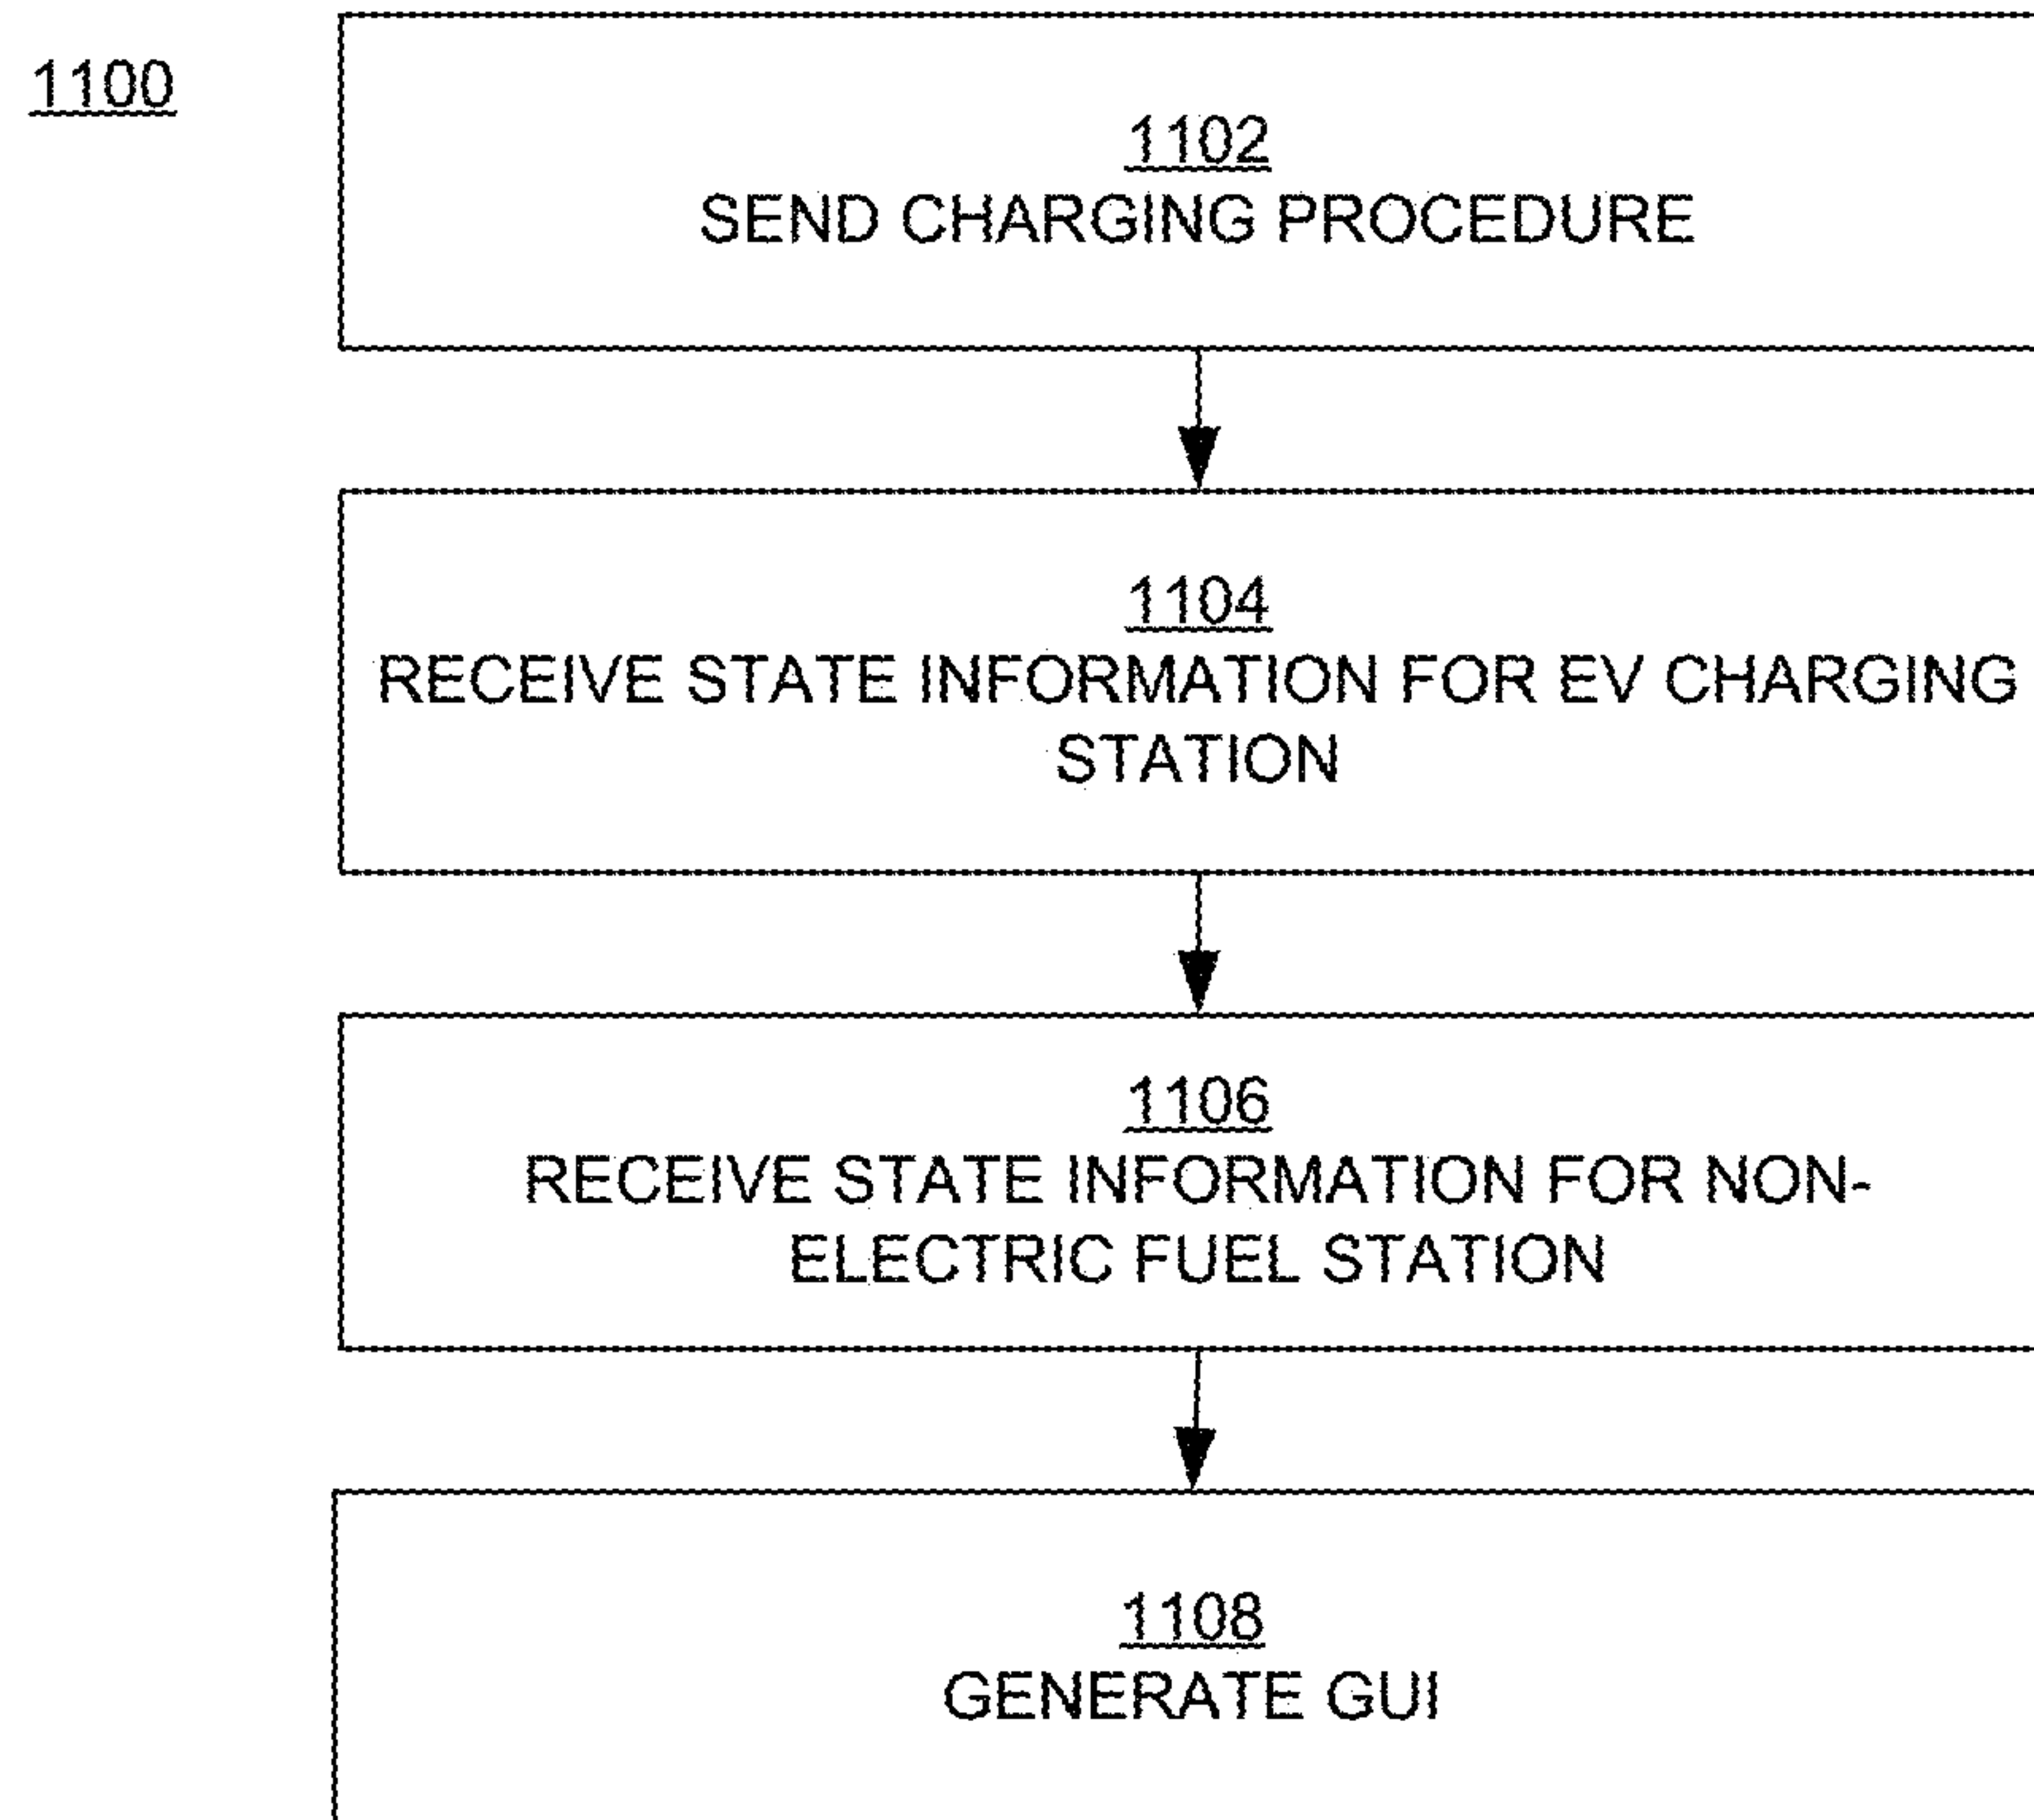 1100
1102
SEND CHARGING PROCEDURE
1104
RECEIVE STATE INFORMATION FOR EV CHARGING
STATION
1106
RECEIVE STATE INFORMATION FOR NON-
ELECTRIC FUEL STATION
1108
GENERATE GUI